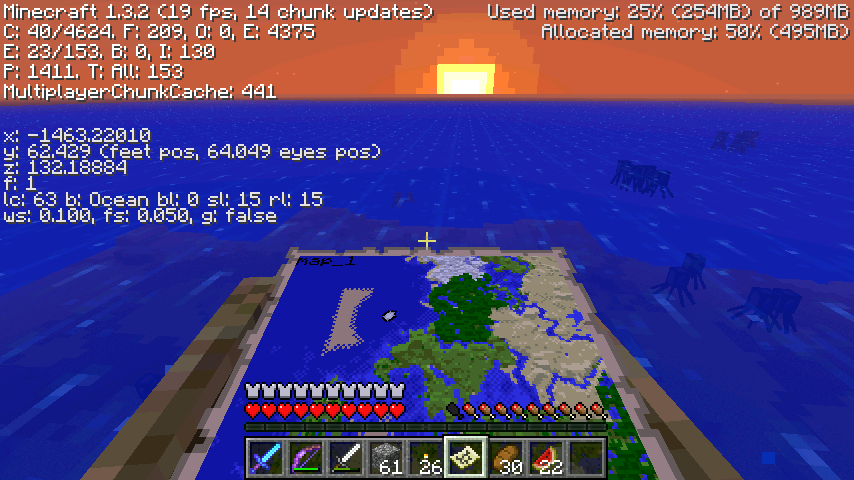 Minecraft 1.3.2 (19 fps, 14 chunk updates)
Used memory: 25% (254MB) of 989MB
C: 40/4624. F: 209, O: 0, E: 4375
Allocated memory: 50% (495MB)
E: 23/153. B: 0, I: 130
P: 1411. T: All: 153
MultiplayerChunkCache: 441
x: -1463.22010
y: 62.429 (feet pos, 64.049 eyes pos)
z: 132.18884
f: 1
lc: 63 b: Ocean bl: 0 sl: 15 rl: 15
ws: 0.100, fs: 0.050, g: false
map_1
61 26 30 22